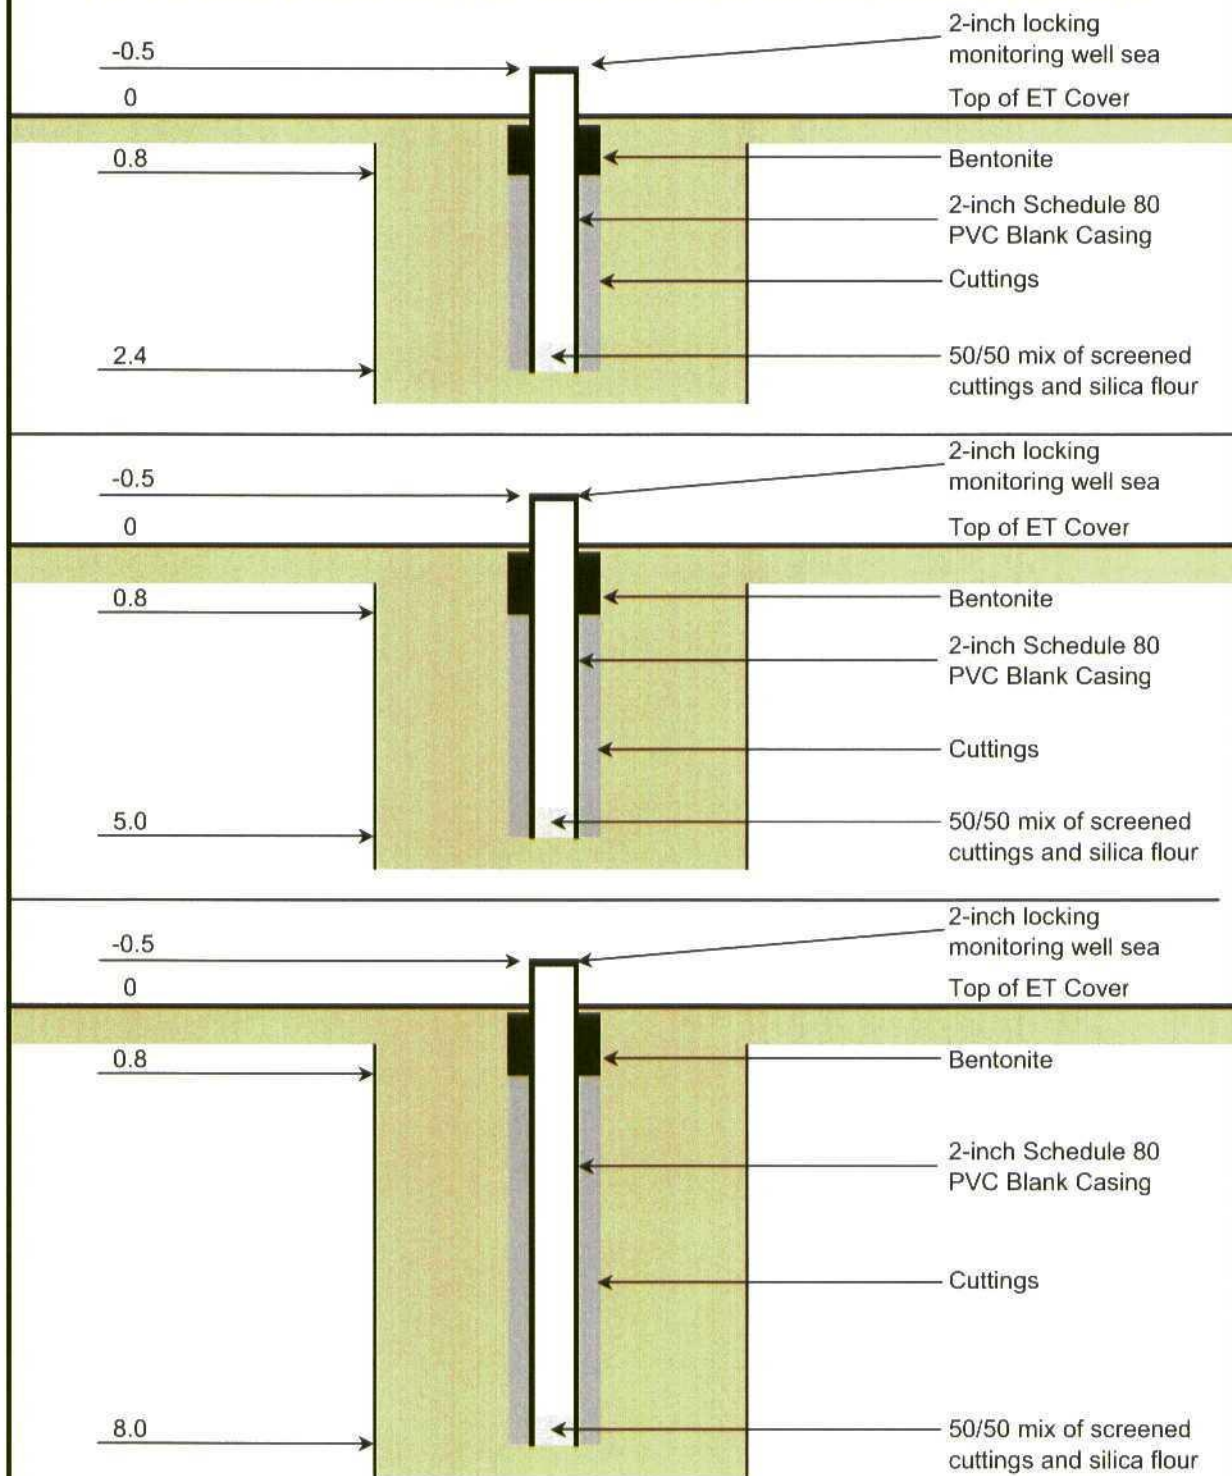 2-inch locking
monitoring well sea
-0.5
0
Top of ET Cover
0.8
Bentonite
2-inch Schedule 80
PVC Blank Casing
Cuttings
2.4
50/50 mix of screened
cuttings and silica flour
2-inch locking
monitoring well sea
-0.5
0
Top of ET Cover
0.8
Bentonite
2-inch Schedule 80
PVC Blank Casing
Cuttings
5.0
50/50 mix of screened
cuttings and silica flour
2-inch locking
monitoring well sea
-0.5
0
Top of ET Cover
0.8
Bentonite
2-inch Schedule 80
PVC Blank Casing
Cuttings
8.0
50/50 mix of screened
cuttings and silica flour